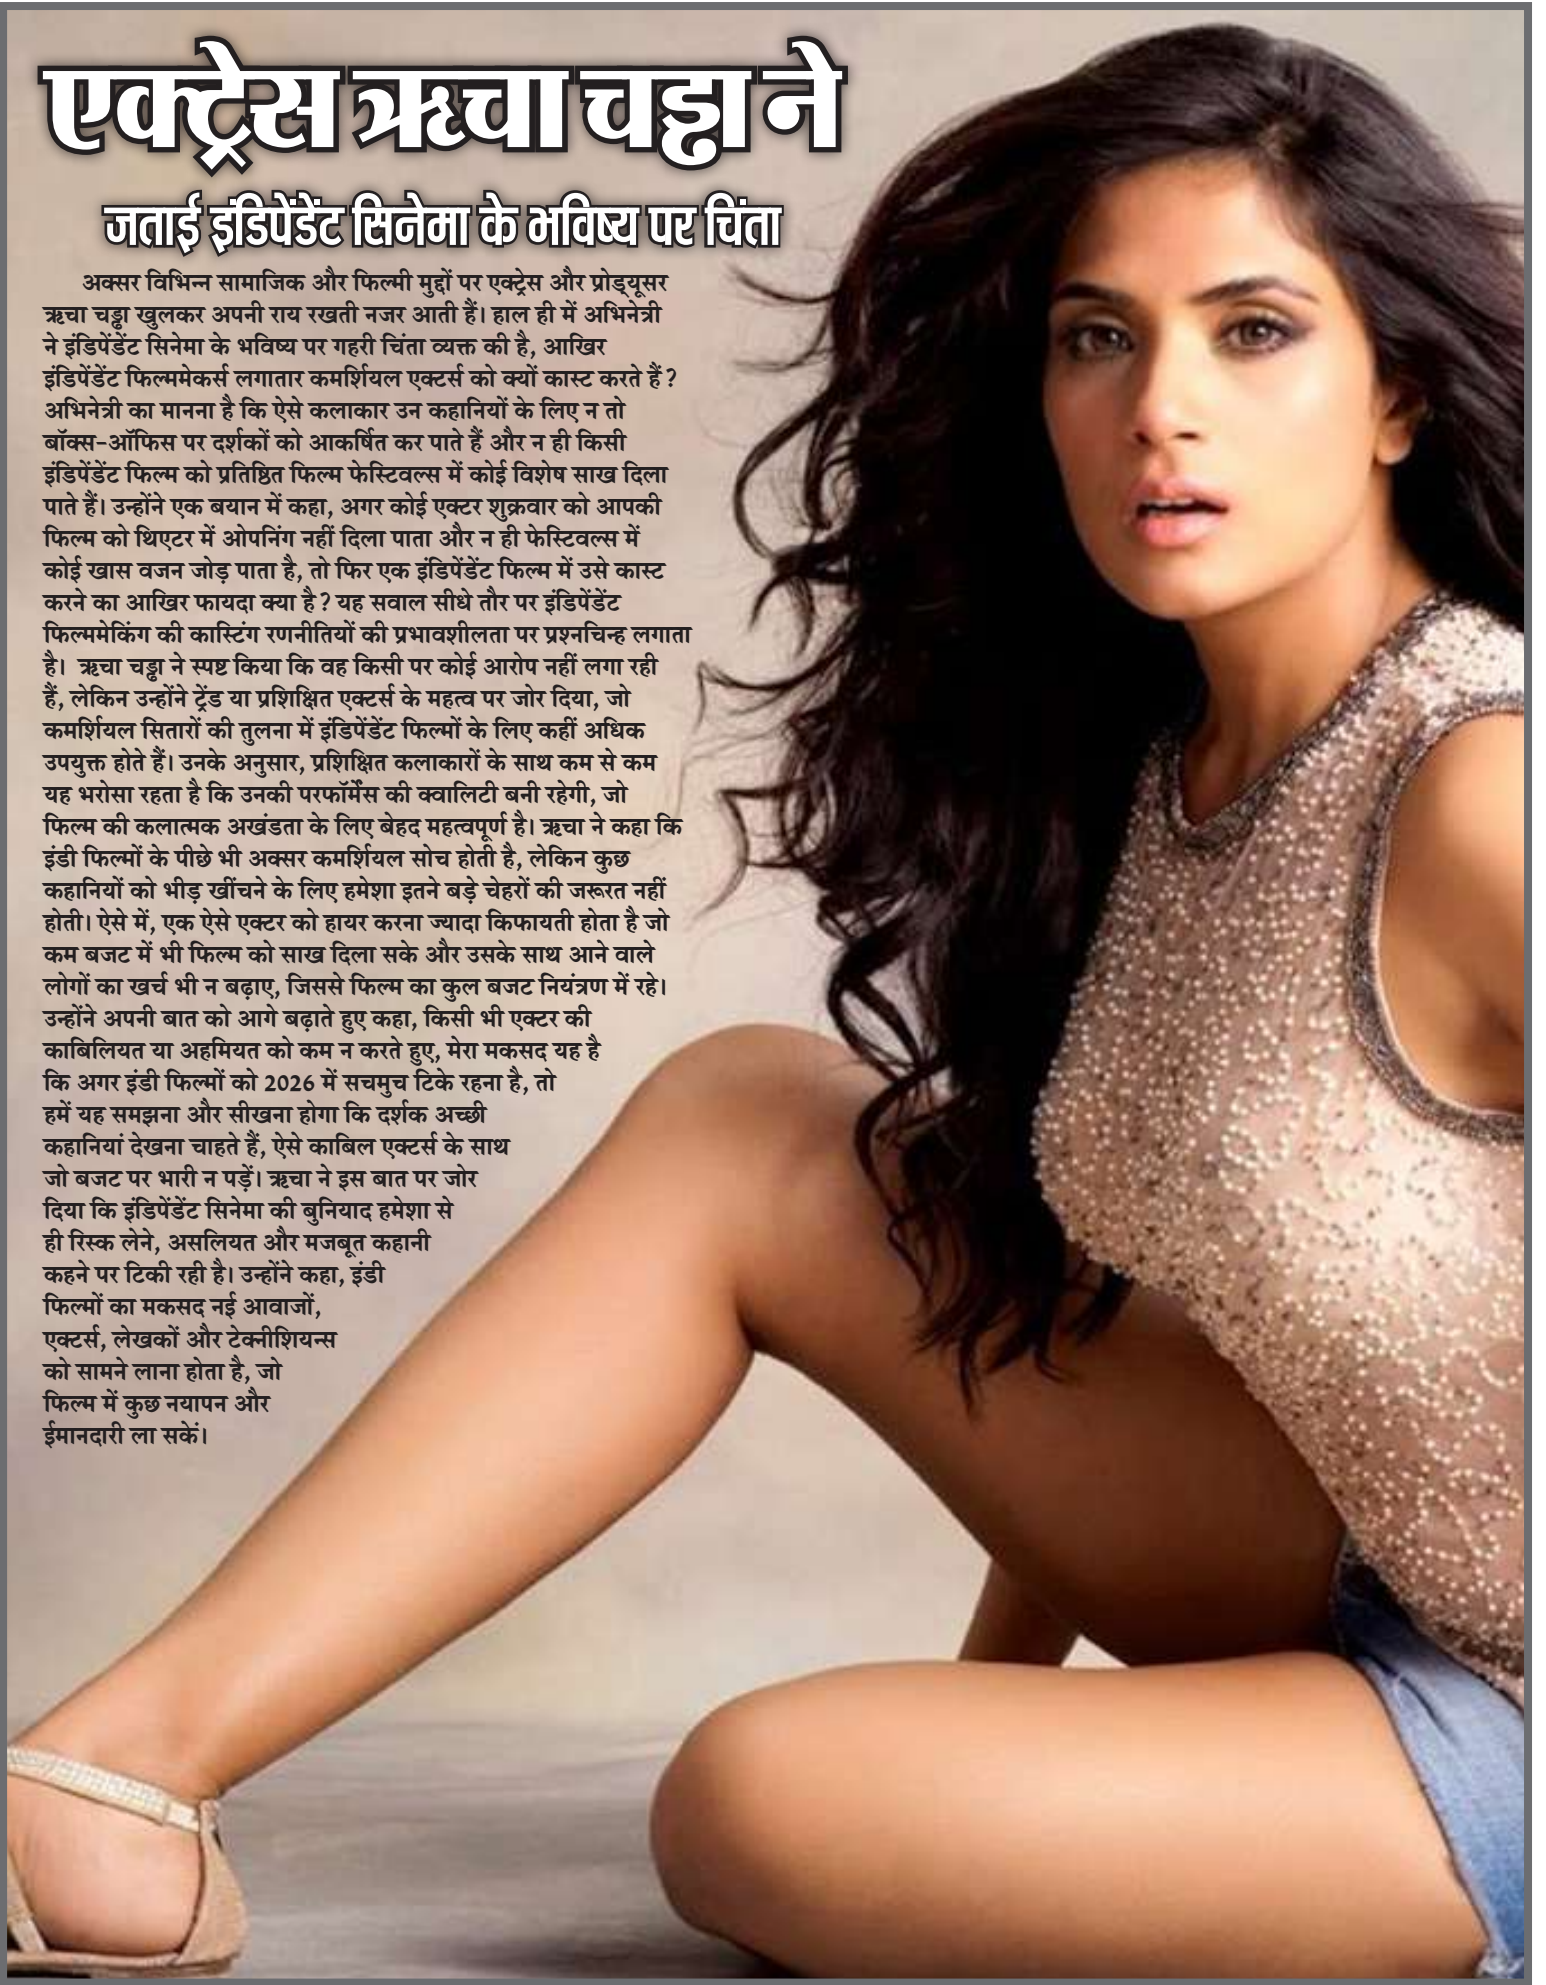 एक्ट्रेस ऋचा चड्ढा ने
जताई इंडिपेंडेंट सिनेमा के भविष्य पर चिंता
अक्सर विभिन्न सामाजिक और फिल्मी मुद्दों पर एक्ट्रेस और प्रोड्यूसर
ऋचा चड्ढा खुलकर अपनी राय रखती नजर आती हैं। हाल ही में अभिनेत्री
ने इंडिपेंडेंट सिनेमा के भविष्य पर गहरी चिंता व्यक्त की है, आखिर
इंडिपेंडेंट फिल्ममेकर्स लगातार कमर्शियल एक्टर्स को क्यों कास्ट करते हैं?
अभिनेत्री का मानना है कि ऐसे कलाकार उन कहानियों के लिए न तो
बॉक्स-ऑफिस पर दर्शकों को आकर्षित कर पाते हैं और न ही किसी
इंडिपेंडेंट फिल्म को प्रतिष्ठित फिल्म फेस्टिवल्स में कोई विशेष साख दिला
पाते हैं। उन्होंने एक बयान में कहा, अगर कोई एक्टर शुक्रवार को आपकी
फिल्म को थिएटर में ओपनिंग नहीं दिला पाता और न ही फेस्टिवल्स में
कोई खास वजन जोड़ पाता है, तो फिर एक इंडिपेंडेंट फिल्म में उसे कास्ट
करने का आखिर फायदा क्या है? यह सवाल सीधे तौर पर इंडिपेंडेंट
फिल्ममेकिंग की कास्टिंग रणनीतियों की प्रभावशीलता पर प्रश्नचिन्ह लगाता
है। ऋचा चड्ढा ने स्पष्ट किया कि वह किसी पर कोई आरोप नहीं लगा रही
हैं, लेकिन उन्होंने ट्रेंड या प्रशिक्षित एक्टर्स के महत्व पर जोर दिया, जो
कमर्शियल सितारों की तुलना में इंडिपेंडेंट फिल्मों के लिए कहीं अधिक
उपयुक्त होते हैं। उनके अनुसार, प्रशिक्षित कलाकारों के साथ कम से कम
यह भरोसा रहता है कि उनकी परफॉर्मेंस की क्वालिटी बनी रहेगी, जो
फिल्म की कलात्मक अखंडता के लिए बेहद महत्वपूर्ण है। ऋचा ने कहा कि
इंडी फिल्मों के पीछे भी अक्सर कमर्शियल सोच होती है, लेकिन कुछ
कहानियों को भीड़ खींचने के लिए हमेशा इतने बड़े चेहरों की जरूरत नहीं
होती। ऐसे में, एक ऐसे एक्टर को हायर करना ज्यादा किफायती होता है जो
कम बजट में भी फिल्म को साख दिला सके और उसके साथ आने वाले
लोगों का खर्च भी न बढ़ाए, जिससे फिल्म का कुल बजट नियंत्रण में रहे।
उन्होंने अपनी बात को आगे बढ़ाते हुए कहा, किसी भी एक्टर की
काबिलियत या अहमियत को कम न करते हुए, मेरा मकसद यह है
कि अगर इंडी फिल्मों को 2026 में सचमुच टिके रहना है, तो
हमें यह समझना और सीखना होगा कि दर्शक अच्छी
कहानियां देखना चाहते हैं, ऐसे काबिल एक्टर्स के साथ
जो बजट पर भारी न पड़ें। ऋचा ने इस बात पर जोर
दिया कि इंडिपेंडेंट सिनेमा की बुनियाद हमेशा से
ही रिस्क लेने, असलियत और मजबूत कहानी
कहने पर टिकी रही है। उन्होंने कहा, इंडी
फिल्मों का मकसद नई आवाजों,
एक्टर्स, लेखकों और टेक्नीशियन्स
को सामने लाना होता है, जो
फिल्म में कुछ नयापन और
ईमानदारी ला सकें।